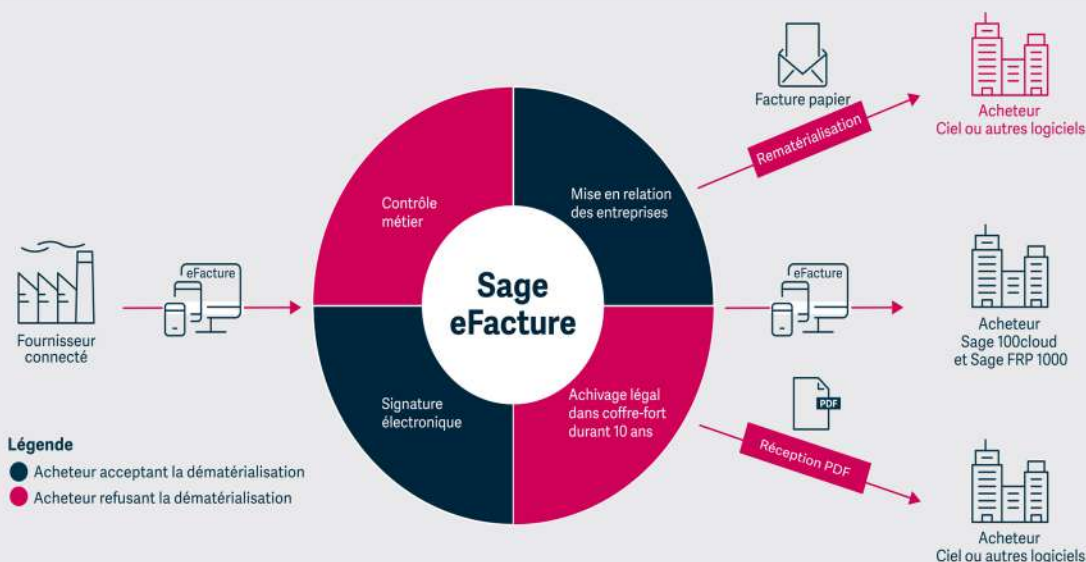 Facture papier
Rematérialisation
Acheteur
Ciel ou autres logiciels
Contrôle
métier
Mise en relation
des entreprises
eFacture
Fournisseur
connecté
Sage
eFacture
eFacture
Acheteur
Sage 100cloud
et Sage FRP 1000
Signature
électronique
Achivage légal
dans coffre-fort
durant 10 ans
PDF
Réception PDF
Légende
Acheteur acceptant la dématérialisation
Acheteur refusant la dématérialisation
Acheteur
Ciel ou autres logiciels